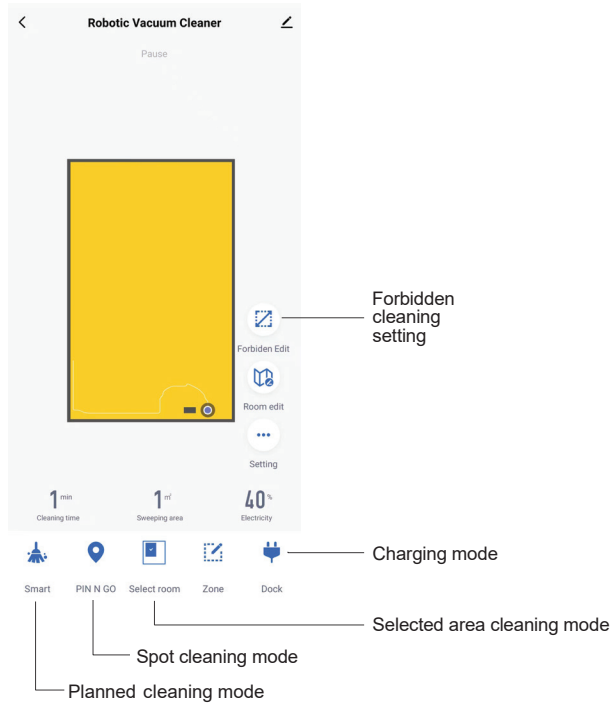 Robotic Vacuum Cleaner
Pause
Forbidden
cleaning
setting
Forbiden Edit
Room edit
Setting
1 min
1 ㎡
40 %
Cleaning time
Sweeping area
Electricity
Charging mode
Smart
PIN N GO
Select room
Zone
Dock
Selected area cleaning mode
Spot cleaning mode
Planned cleaning mode